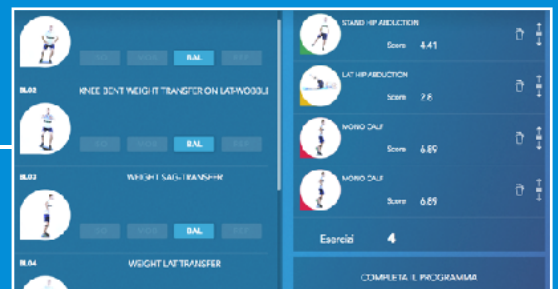 BAL
BL02 KNEE BENT WEIGHT TRANSFER ON LAT-WOBBLE
BAL
BL03 WEIGHT SAG-TRANSFER
BAL
BL04 WEIGHT LAT TRANSFER
STAND HIP ABDUCTION
Score 4.41
LAT HIP ABDUCTION
Score 2.8
MONO CALF
Score 6.89
MONO CALF
Score 6.89
Esercizi 4
COMPLETA IL PROGRAMMA